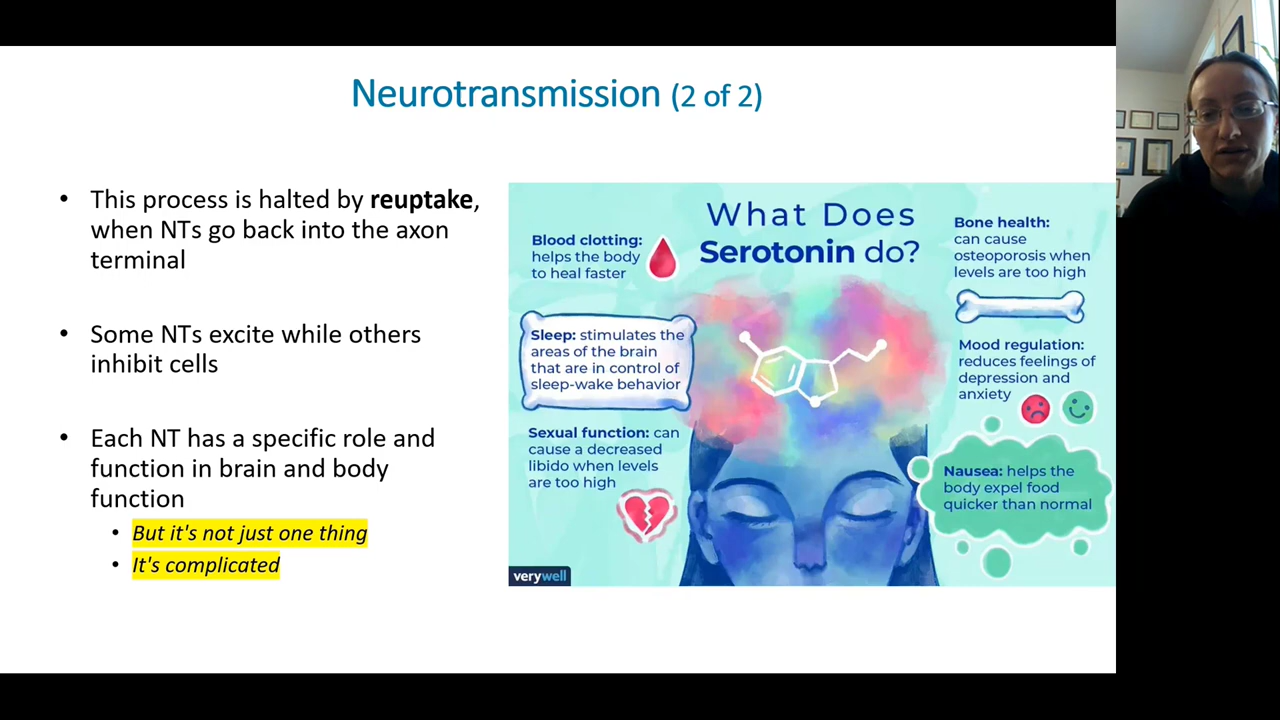 Neurotransmission (2 of 2)
• This process is halted by reuptake,
when NTs go back into the axon
terminal
• Some NTs excite while others
inhibit cells
• Each NT has a specific role and
function in brain and body
function
• But it's not just one thing
• It's complicated
What Does
Serotonin do?
Blood clotting:
helps the body
to heal faster
Sleep: stimulates the
areas of the brain
that are in control of
sleep-wake behavior
Sexual function: can
cause a decreased
libido when levels
are too high
Bone health:
can cause
osteoporosis when
levels are too high
Mood regulation:
reduces feelings of
depression and
anxiety
Nausea: helps the
body expel food
quicker than normal
verywell